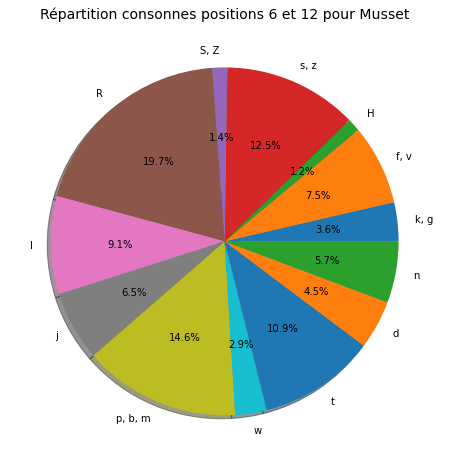 Répartition consonnes positions 6 et 12 pour Musset
S, Z
s, z
R
H
f, v
1.4%
12.5%
19.7%
1.2%
7.5%
k, g
3.6%
l
9.1%
5.7%
n
6.5%
4.5%
j
14.6%
2.9%
10.9%
d
t
p, b, m
w